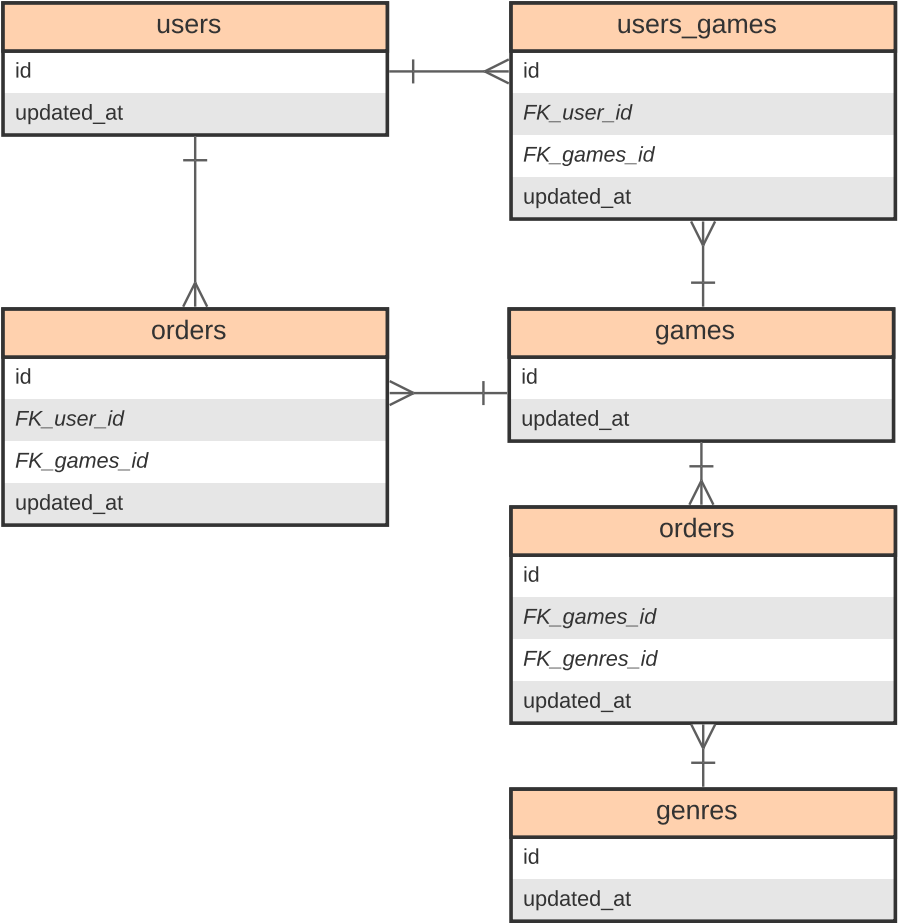 users
id
updated_at
users_games
id
FK_user_id
FK_games_id
updated_at
orders
id
FK_user_id
FK_games_id
updated_at
games
id
updated_at
orders
id
FK_games_id
FK_genres_id
updated_at
genres
id
updated_at